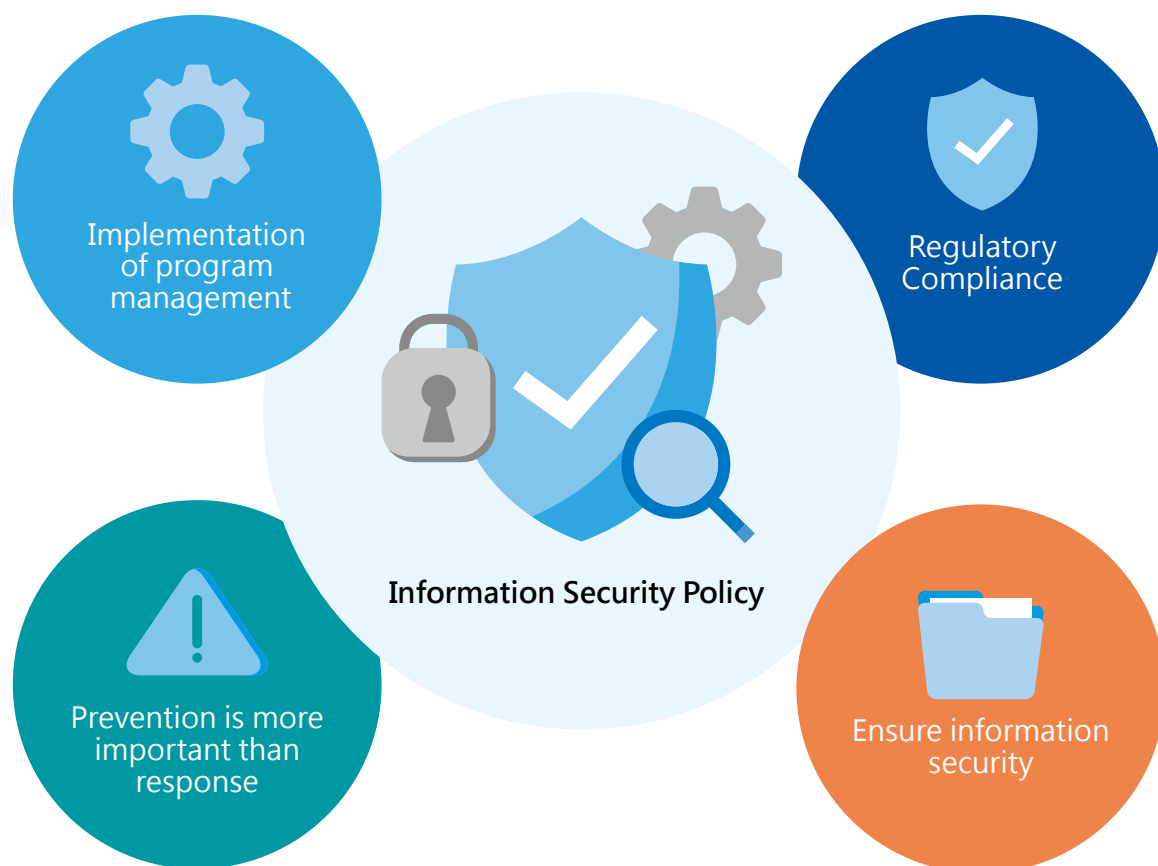 Implementation
of program
management
Regulatory
Compliance
Information Security Policy
Prevention is more
important than
response
Ensure information
security